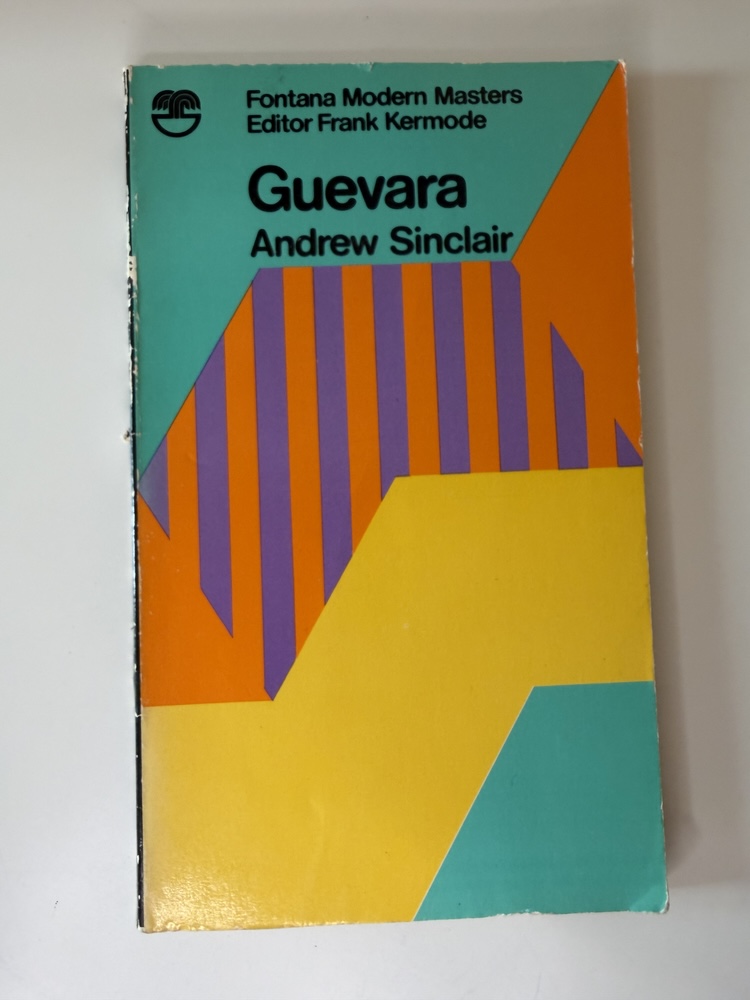 Fontana Modern Masters
Editor Frank Kermode
Guevara
Andrew Sinclair